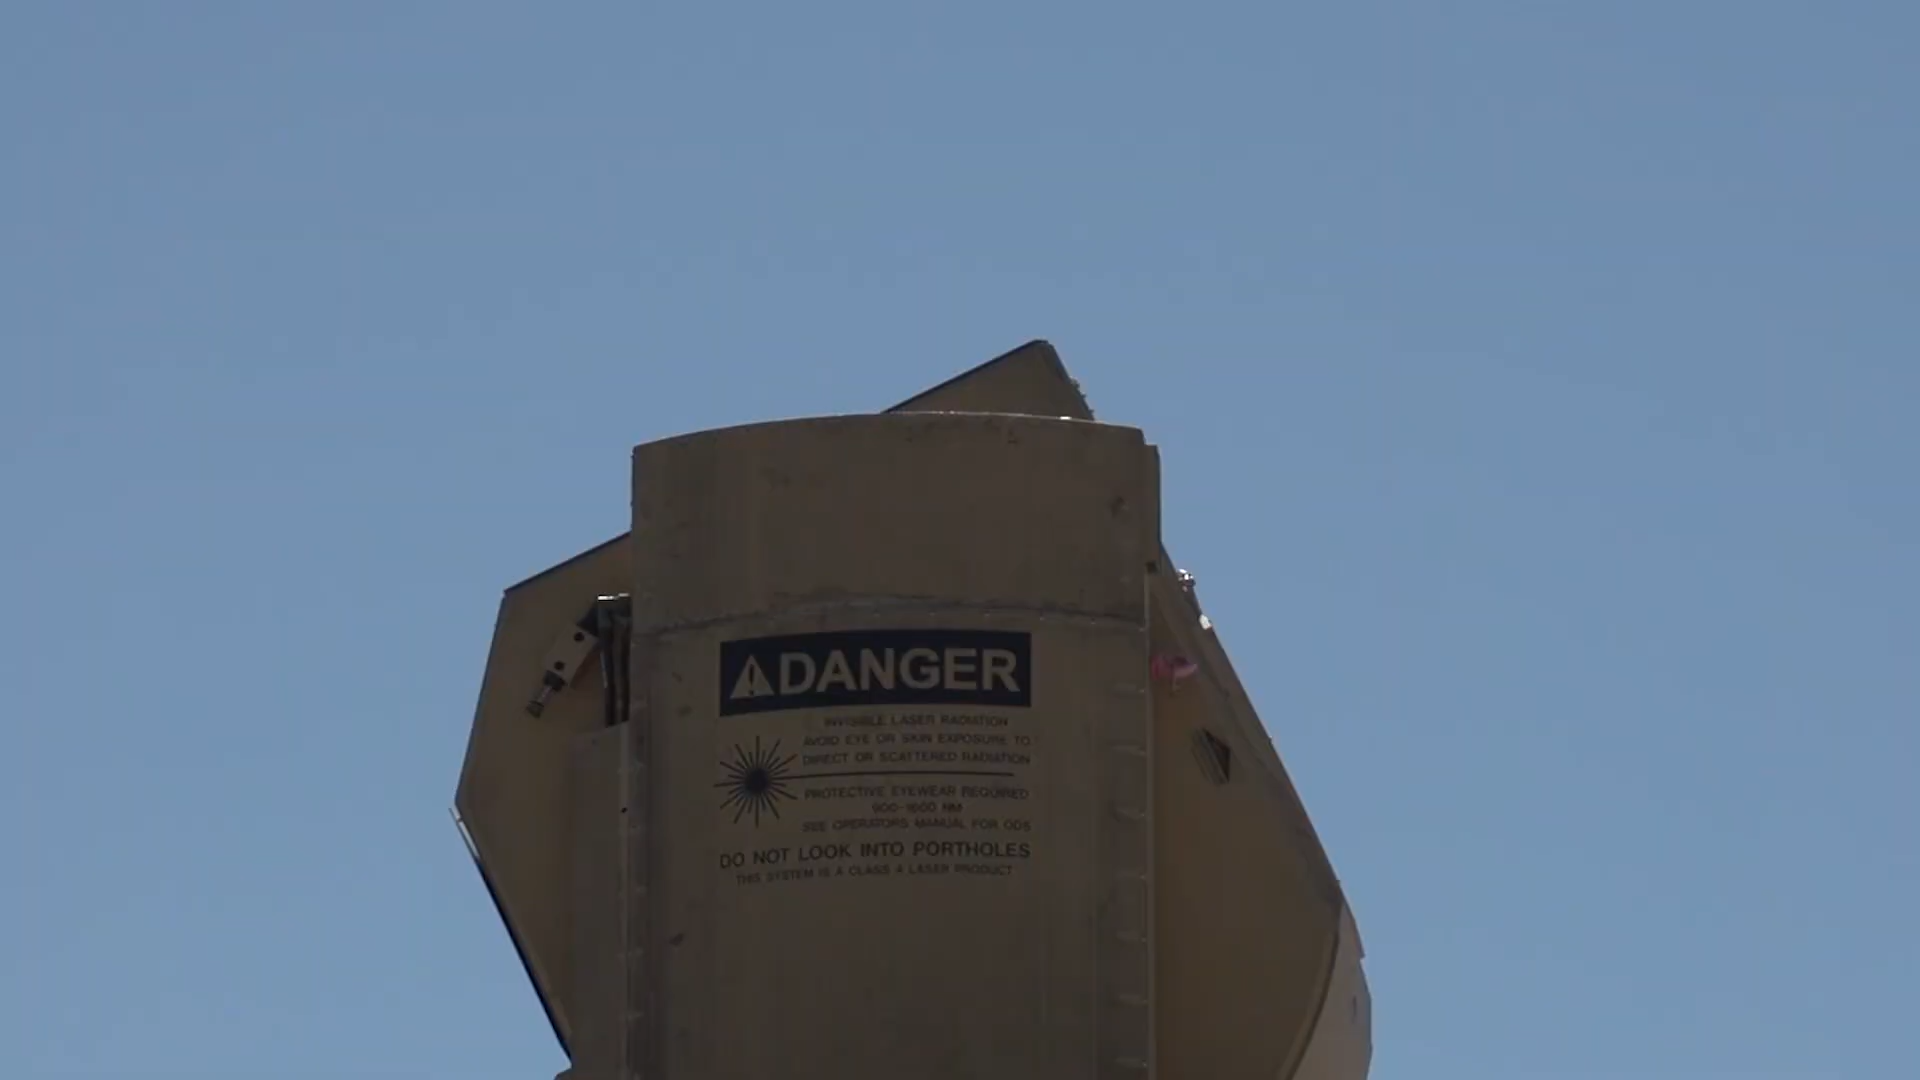 DANGER
INVISIBLE LASER RADIATION
AVOID EYE OR SKIN EXPOSURE TO
DIRECT OR SCATTERED RADIATION
PROTECTIVE EYEWEAR REQUIRED
900-1600 NM
SEE OPERATORS MANUAL FOR ODS
DO NOT LOOK INTO PORTHOLES
THIS SYSTEM IS A CLASS 4 LASER PRODUCT